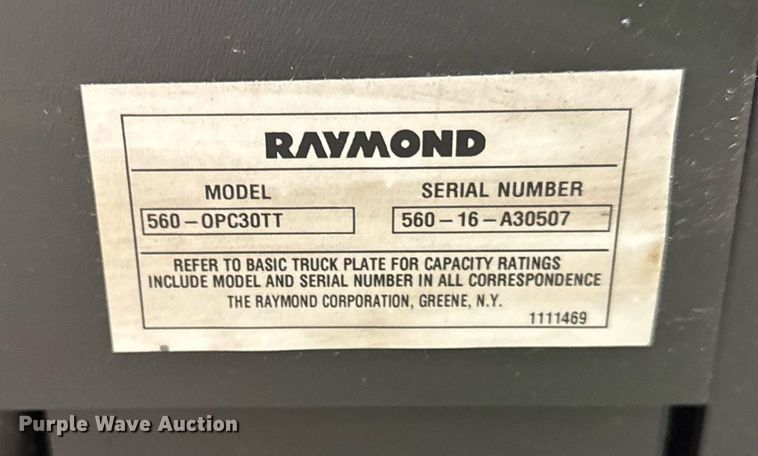 RAYMOND
MODEL SERIAL NUMBER
560-OPC30TT 560-16-A30507
REFER TO BASIC TRUCK PLATE FOR CAPACITY RATINGS
INCLUDE MODEL AND SERIAL NUMBER IN ALL CORRESPONDENCE
THE RAYMOND CORPORATION, GREENE, N.Y.
1111469
Purple Wave Auction